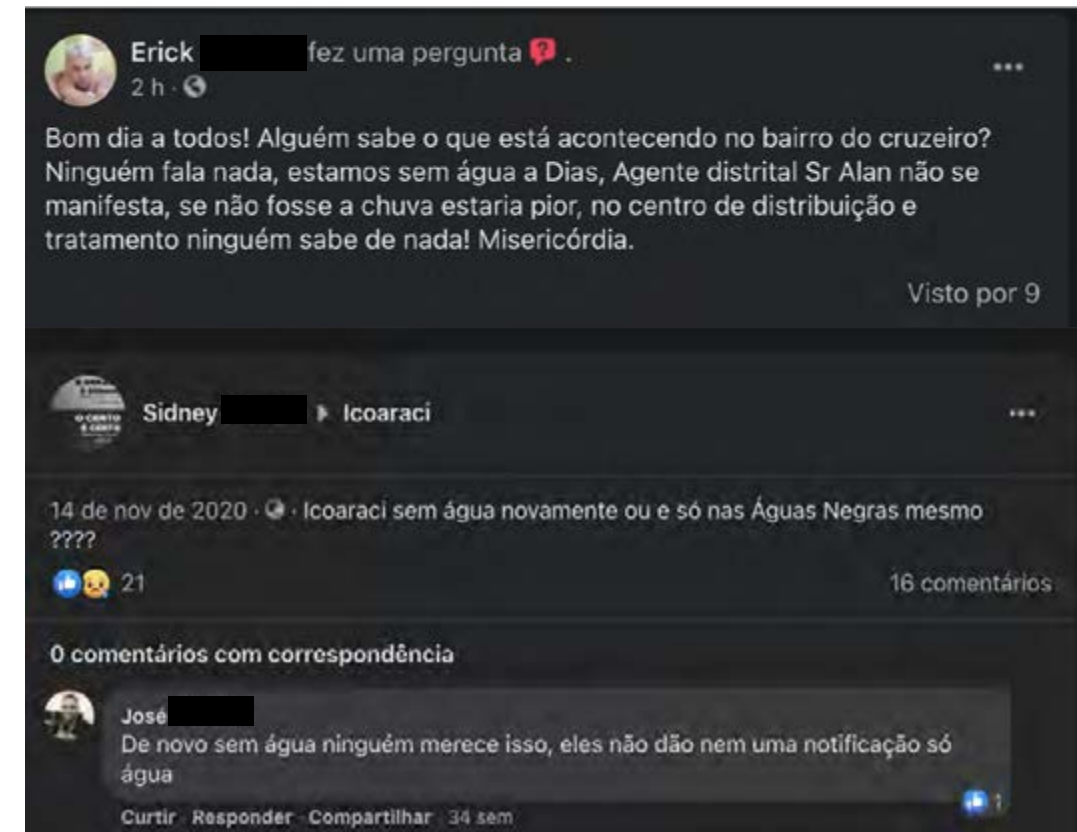 Erick fez uma pergunta
2 h
Bom dia a todos! Alguém sabe o que está acontecendo no bairro do cruzeiro?
Ninguém fala nada, estamos sem água a Dias, Agente distrital Sr Alan não se
manifesta, se não fosse a chuva estaria pior, no centro de distribuição e
tratamento ninguém sabe de nada! Misericórdia.
Visto por 9
O CERTO
É CERTO
Sidney Icoaraci
14 de nov de 2020 · Icoaraci sem água novamente ou e só nas Águas Negras mesmo
????
21
16 comentários
0 comentários com correspondência
José
De novo sem água ninguém merece isso, eles não dão nem uma notificação só
água
1
Curtir Responder Compartilhar 34 sem